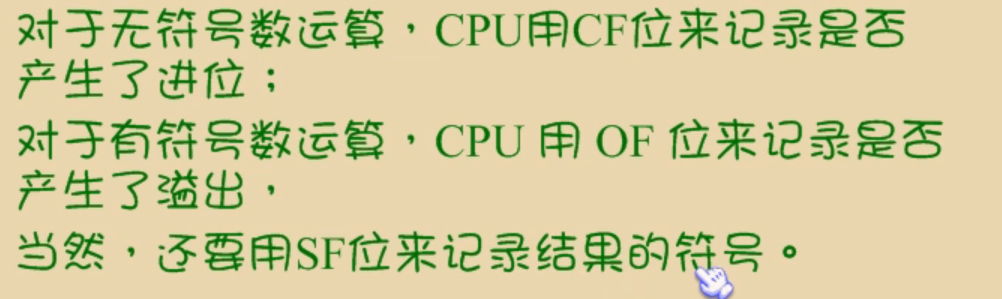 对于无符号数运算，CPU用CF位来记录是否
产生了进位；
对于有符号数运算，CPU 用 OF 位来记录是否
产生了溢出，
当然，还要用SF位来记录结果的符号。